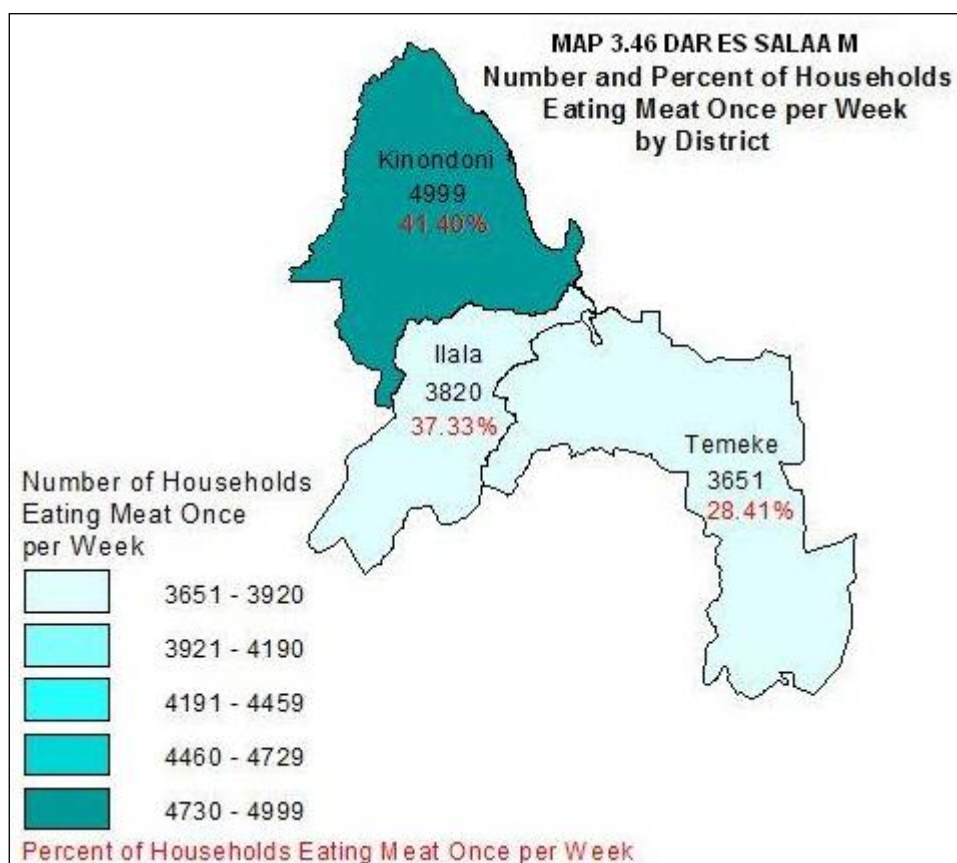 MAP 3.46 DAR ES SALAA M
Number and Percent of Households
Eating Meat Once per Week
by District
Kinondoni
4999
41.40%
Ilala
3820
37.33%
Temeke
3651
28.41%
Number of Households
Eating Meat Once
per Week
3651 - 3920
3921 - 4190
4191 - 4459
4460 - 4729
4730 - 4999
Percent of Households Eating Meat Once per Week